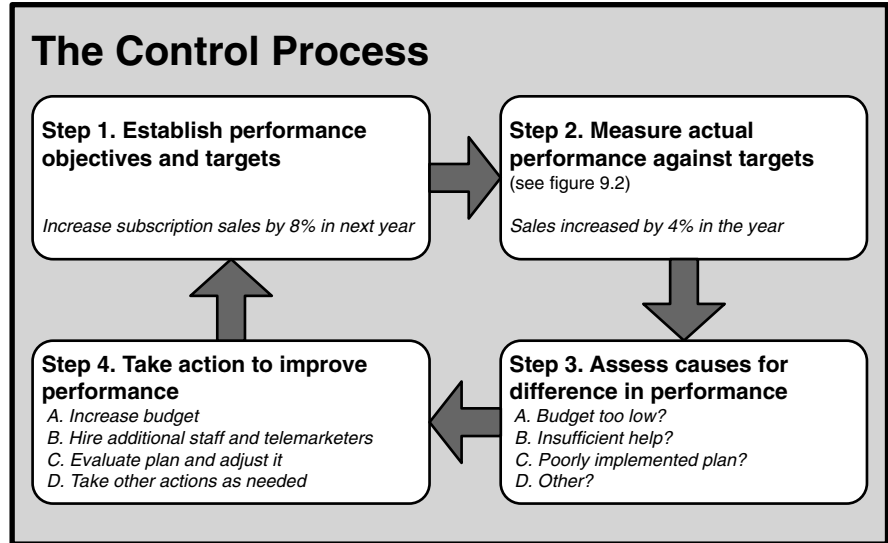 The Control Process
Step 1. Establish performance
objectives and targets
Increase subscription sales by 8% in next year
Step 2. Measure actual
performance against targets
(see figure 9.2)
Sales increased by 4% in the year
Step 3. Assess causes for
difference in performance
A. Budget too low?
B. Insufficient help?
C. Poorly implemented plan?
D. Other?
Step 4. Take action to improve
performance
A. Increase budget
B. Hire additional staff and telemarketers
C. Evaluate plan and adjust it
D. Take other actions as needed